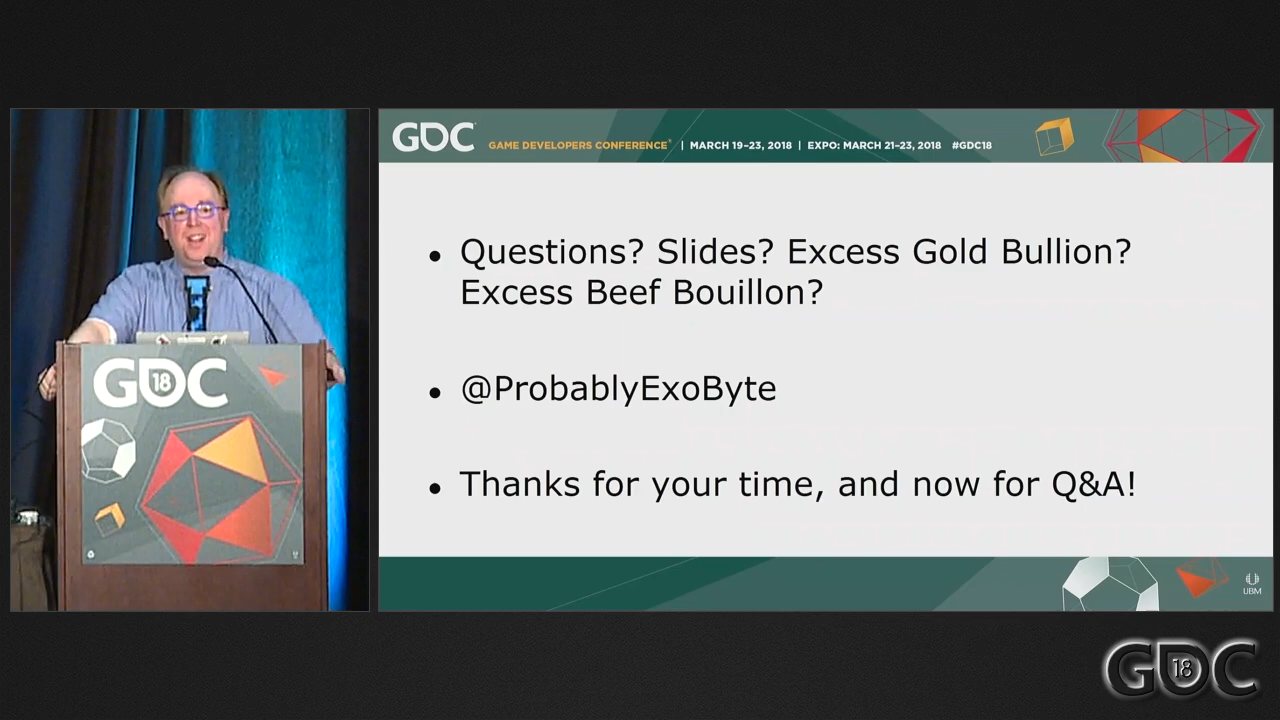 GDC
GAME DEVELOPERS CONFERENCE® | MARCH 19–23, 2018 | EXPO: MARCH 21–23, 2018 #GDC18
• Questions? Slides? Excess Gold Bullion?
Excess Beef Bouillon?
• @ProbablyExoByte
• Thanks for your time, and now for Q&A!
GDC
18
UBM
GDC
18